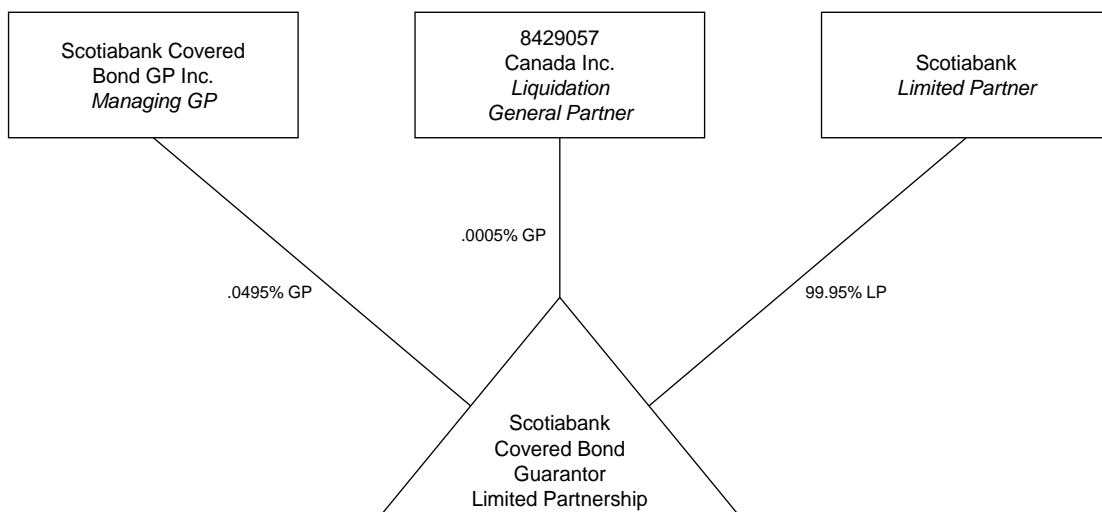 Scotiabank Covered
Bond GP Inc.
Managing GP
8429057
Canada Inc.
Liquidation
General Partner
Scotiabank
Limited Partner
.0005% GP
.0495% GP
99.95% LP
Scotiabank
Covered Bond
Guarantor
Limited Partnership